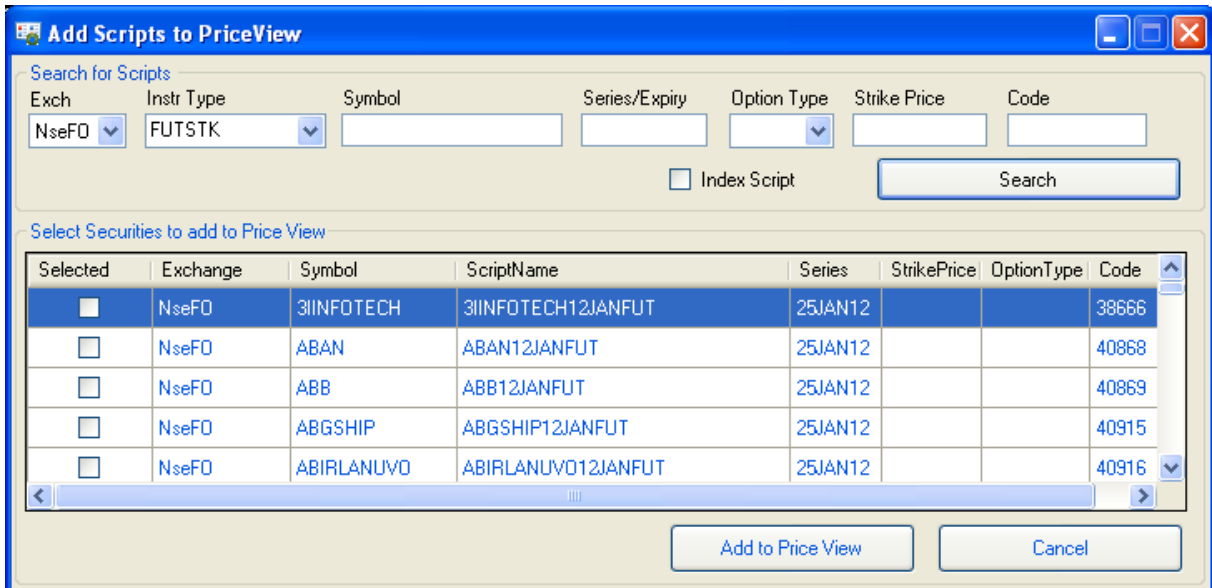 Add Scripts to PriceView
Search for Scripts
Exch Instr Type Symbol Series/Expiry Option Type Strike Price Code
NseFO FUTSTK
Index Script Search
Select Securities to add to Price View
Selected Exchange Symbol ScriptName Series StrikePrice OptionType Code
NseFO 3IINFOTECH 3IINFOTECH12JANFUT 25JAN12 38666
NseFO ABAN ABAN12JANFUT 25JAN12 40868
NseFO ABB ABB12JANFUT 25JAN12 40869
NseFO ABGSHIP ABGSHIP12JANFUT 25JAN12 40915
NseFO ABIRLANUVO ABIRLANUVO12JANFUT 25JAN12 40916
Add to Price View Cancel